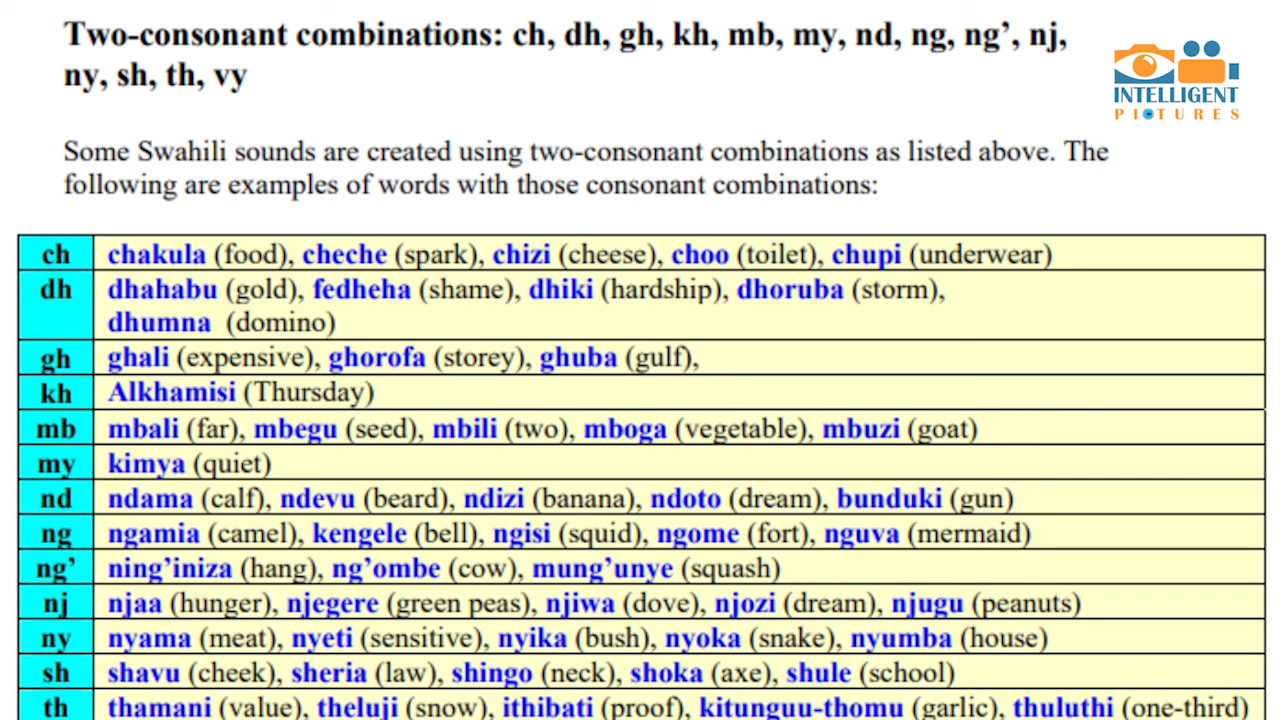 Two-consonant combinations: ch, dh, gh, kh, mb, my, nd, ng, ng’, nj,
ny, sh, th, vy
INTELLIGENT
PICTURES
Some Swahili sounds are created using two-consonant combinations as listed above. The
following are examples of words with those consonant combinations:
ch chakula (food), cheche (spark), chizi (cheese), choo (toilet), chupi (underwear)
dh dhahabu (gold), fedheha (shame), dhiki (hardship), dhoruba (storm),
dhumna (domino)
gh ghali (expensive), ghorofa (storey), ghuba (gulf),
kh Alkhamisi (Thursday)
mb mbali (far), mbegu (seed), mbili (two), mboga (vegetable), mbuzi (goat)
my kimya (quiet)
nd ndama (calf), ndevu (beard), ndizi (banana), ndoto (dream), bunduki (gun)
ng ngamia (camel), kengele (bell), ngisi (squid), ngome (fort), nguva (mermaid)
ng’ ning’iniza (hang), ng’ombe (cow), mung’unye (squash)
nj njaa (hunger), njegere (green peas), njiwa (dove), njozi (dream), njugu (peanuts)
ny nyama (meat), nyeti (sensitive), nyika (bush), nyoka (snake), nyumba (house)
sh shavu (cheek), sheria (law), shingo (neck), shoka (axe), shule (school)
th thamani (value), theluji (snow), ithibati (proof), kitunguu-thomu (garlic), thuluthi (one-third)